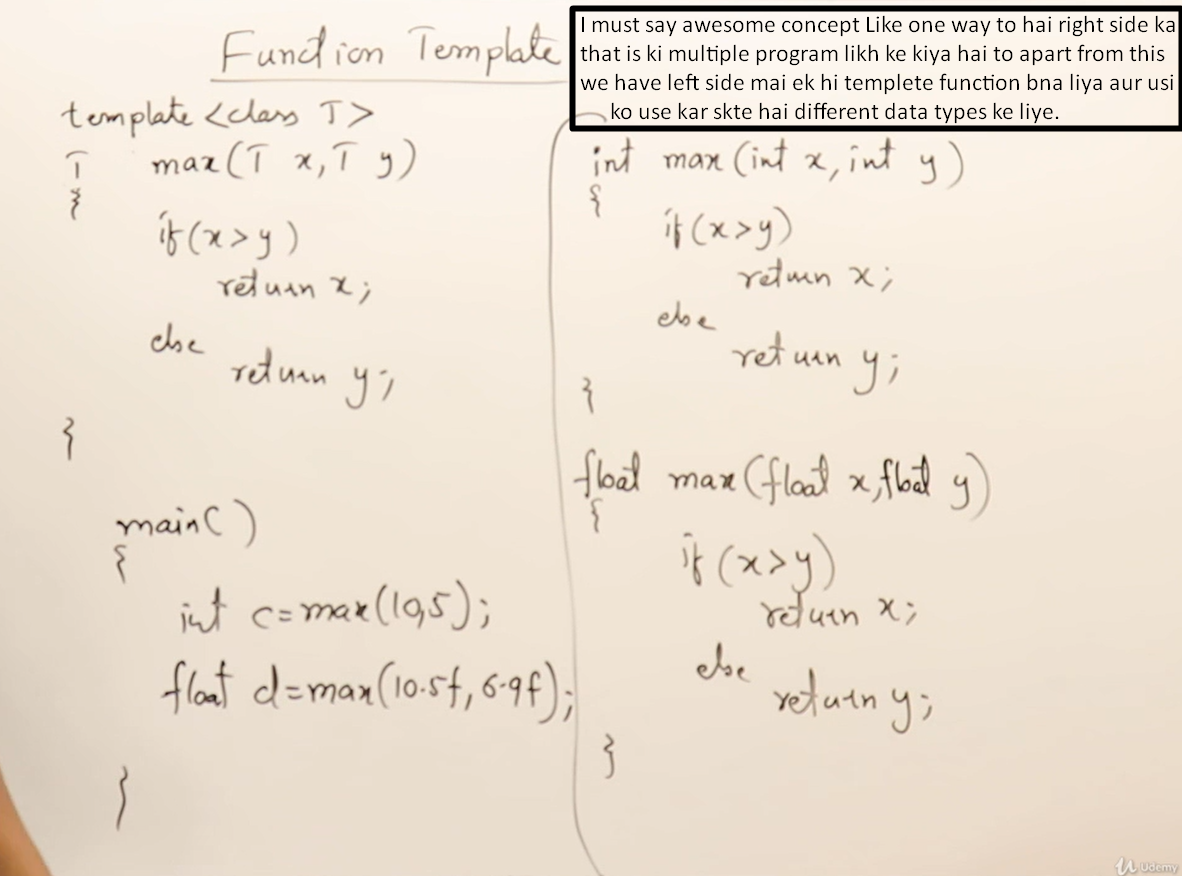 Function Template
I must say awesome concept Like one way to hai right side ka
that is ki multiple program likh ke kiya hai to apart from this
we have left side mai ek hi templete function bna liya aur usi
ko use kar skte hai different data types ke liye.
template <class T>
T max(T x, T y)
{
if(x>y)
return x;
else
return y;
}
main()
{
int c=max(10,5);
float d=max(10.5f, 6.9f);
}
int max(int x, int y)
{
if(x>y)
return x;
else
return y;
}
float max(float x, float y)
{
if(x>y)
return x;
else
return y;
}
Udemy